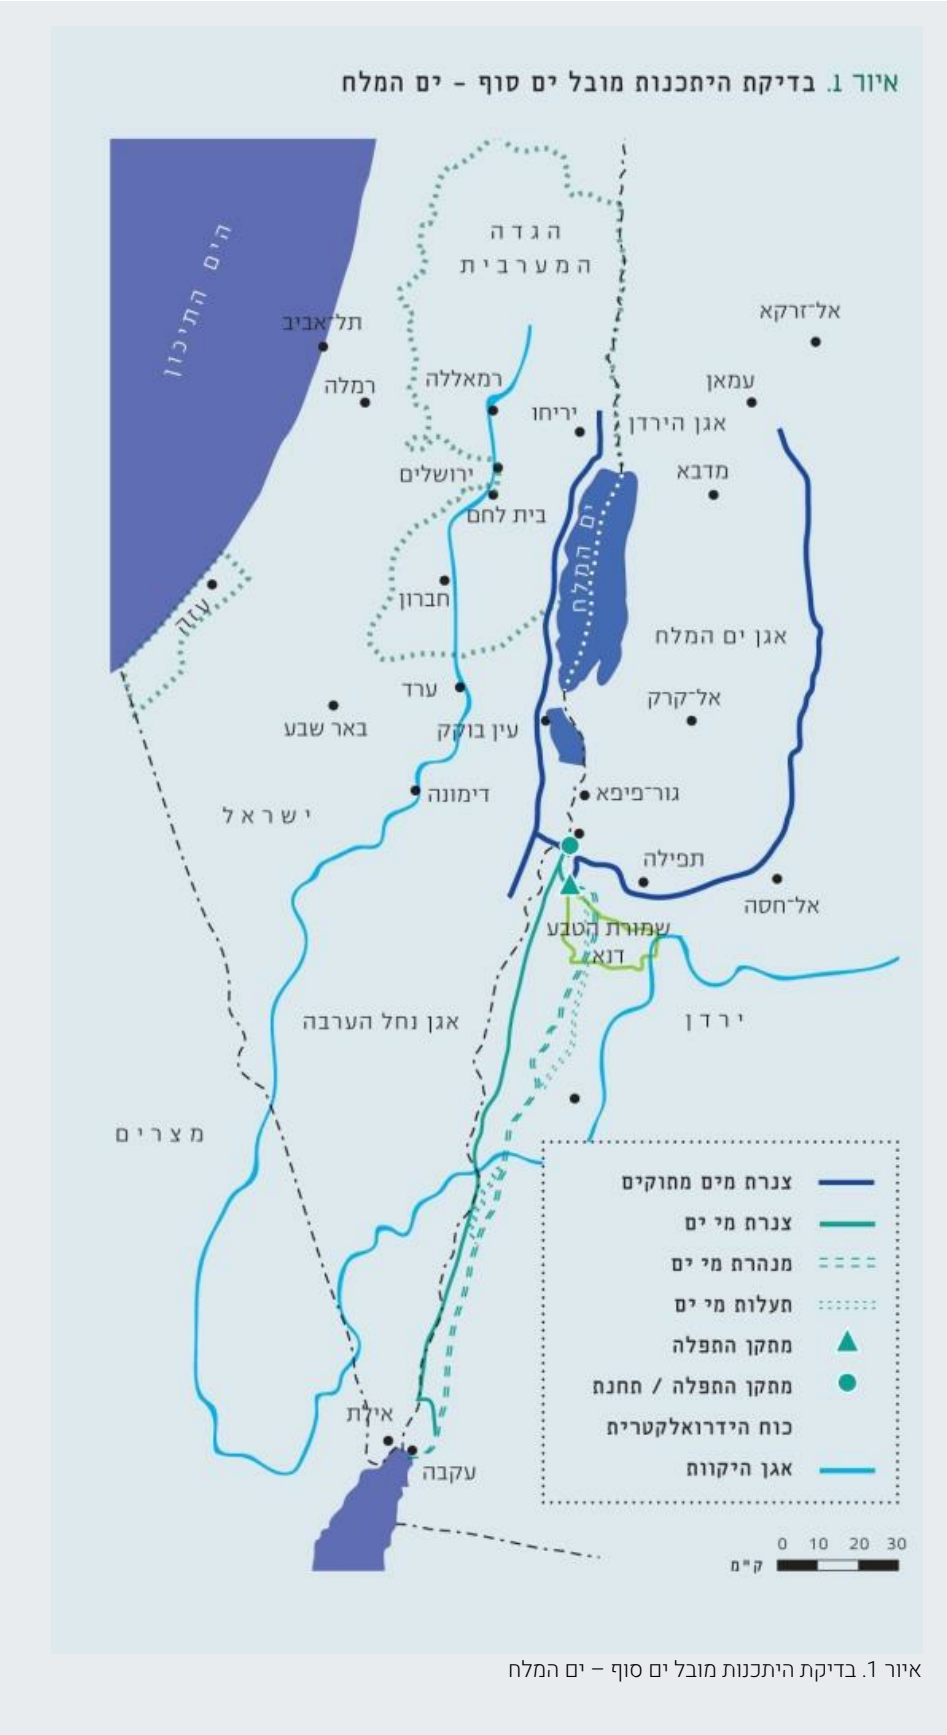 איור 1. בדיקת היתכנות מובל ים סוף – ים המלח
הים התיכון
הגדה
המערבית
אל־זרקא
תל־אביב
עמאן
רמלה
רמאללה
יריחו
אגן הירדן
מדבא
ירושלים
בית לחם
ים המלח
חברון
עזה
אגן ים המלח
ערד
אל־קרק
באר שבע
עין בוקק
דימונה
גור־פיפא
ישראל
תפילה
אל־חסה
שמורת הטבע
דנא
אגן נחל הערבה
ירדן
מצרים
צנרת מים מתוקים
צנרת מי ים
מנהרת מי ים
תעלות מי ים
מתקן התפלה
מתקן התפלה / תחנת
כוח הידרואלקטרית
אגן היקוות
אילת
עקבה
0 10 20 30
ק"מ
איור 1. בדיקת היתכנות מובל ים סוף – ים המלח